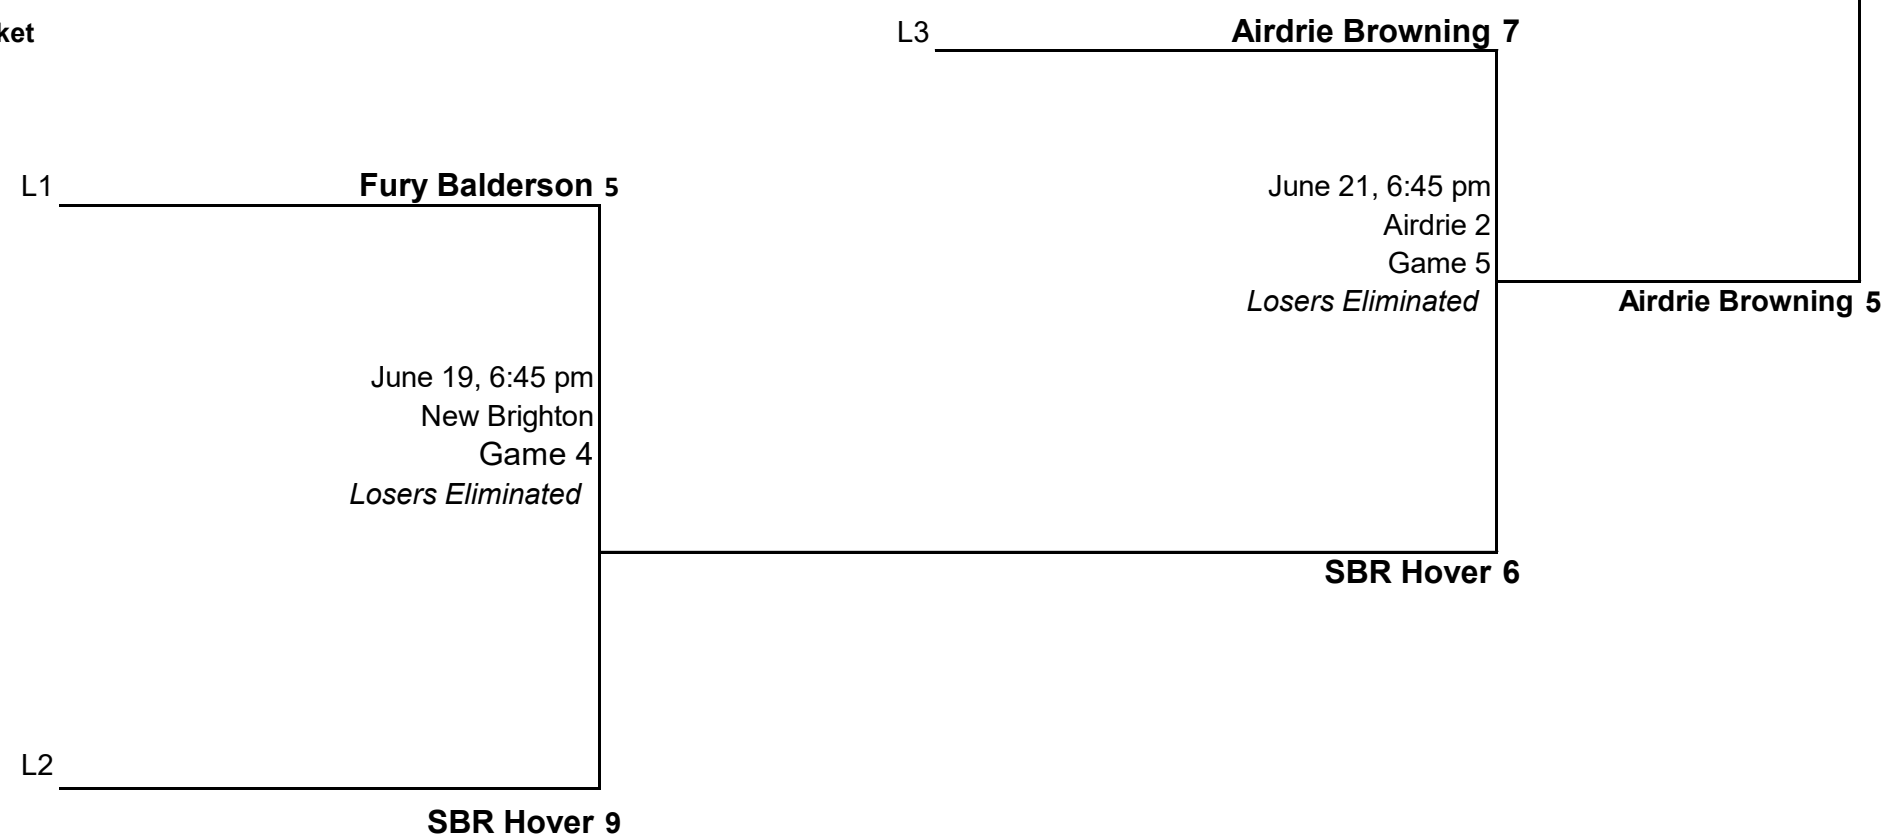 ket
L3 Airdrie Browning 7
L1 Fury Balderson 5
June 21, 6:45 pm
Airdrie 2
Game 5
Losers Eliminated
Airdrie Browning 5
June 19, 6:45 pm
New Brighton
Game 4
Losers Eliminated
SBR Hover 6
L2
SBR Hover 9